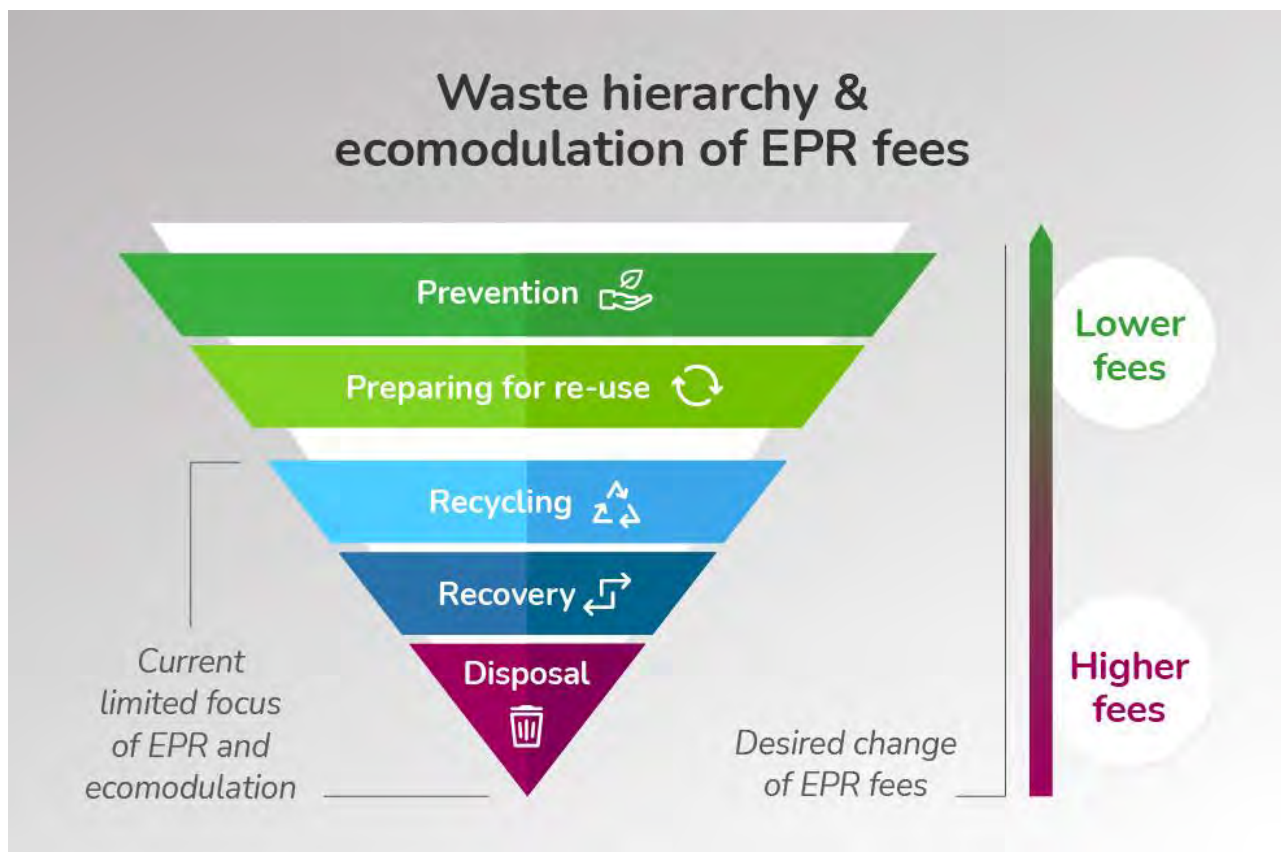 Waste hierarchy &
ecomodulation of EPR fees
Prevention
Preparing for re-use
Recycling
Recovery
Disposal
Current
limited focus
of EPR and
ecomodulation
Desired change
of EPR fees
Lower
fees
Higher
fees